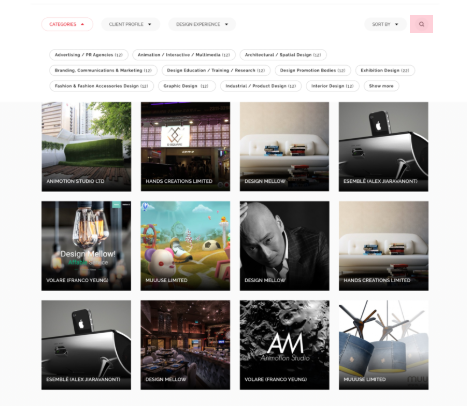 CATEGORIES CLIENT PROFILE DESIGN EXPERIENCE SORT BY
Advertising / PR Agencies (12) Animation / Interactive / Multimedia (12) Architectural / Spatial Design (12)
Branding, Communications & Marketing (12) Design Education / Training / Research (12) Design Promotion Bodies (12) Exhibition Design (22)
Fashion & Fashion Accessories Design (12) Graphic Design (12) Industrial / Product Design (12) Interior Design (12) Show more
ANIMOTION STUDIO LTD HANDS CREATIONS LIMITED DESIGN MELLOW ESEMBLÉ (ALEX JIARAVANONT)
Design Mellow!
VOLARE (FRANCO YEUNG) MUUUSE LIMITED DESIGN MELLOW HANDS CREATIONS LIMITED
AM
Animotion Studio
ESEMBLÉ (ALEX JIARAVANONT) DESIGN MELLOW VOLARE (FRANCO YEUNG) MUUUSE LIMITED